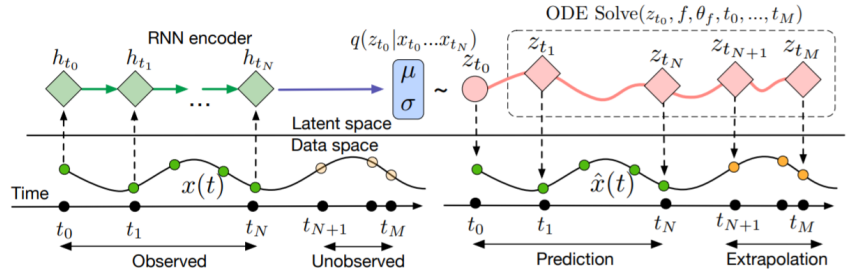 ODE Solve(z_{t_0}, f, θ_f, t_0, ..., t_M)
RNN encoder
q(z_{t_0}|x_{t_0}...x_{t_N})
h_{t_0} h_{t_1} h_{t_N}
z_{t_0} z_{t_1} z_{t_N} z_{t_{N+1}} z_{t_M}
μ
σ
~
...
Latent space
Data space
x(t) x̂(t)
Time
t_0 t_1 t_N t_{N+1} t_M t_0 t_1 t_N t_{N+1} t_M
Observed Unobserved Prediction Extrapolation